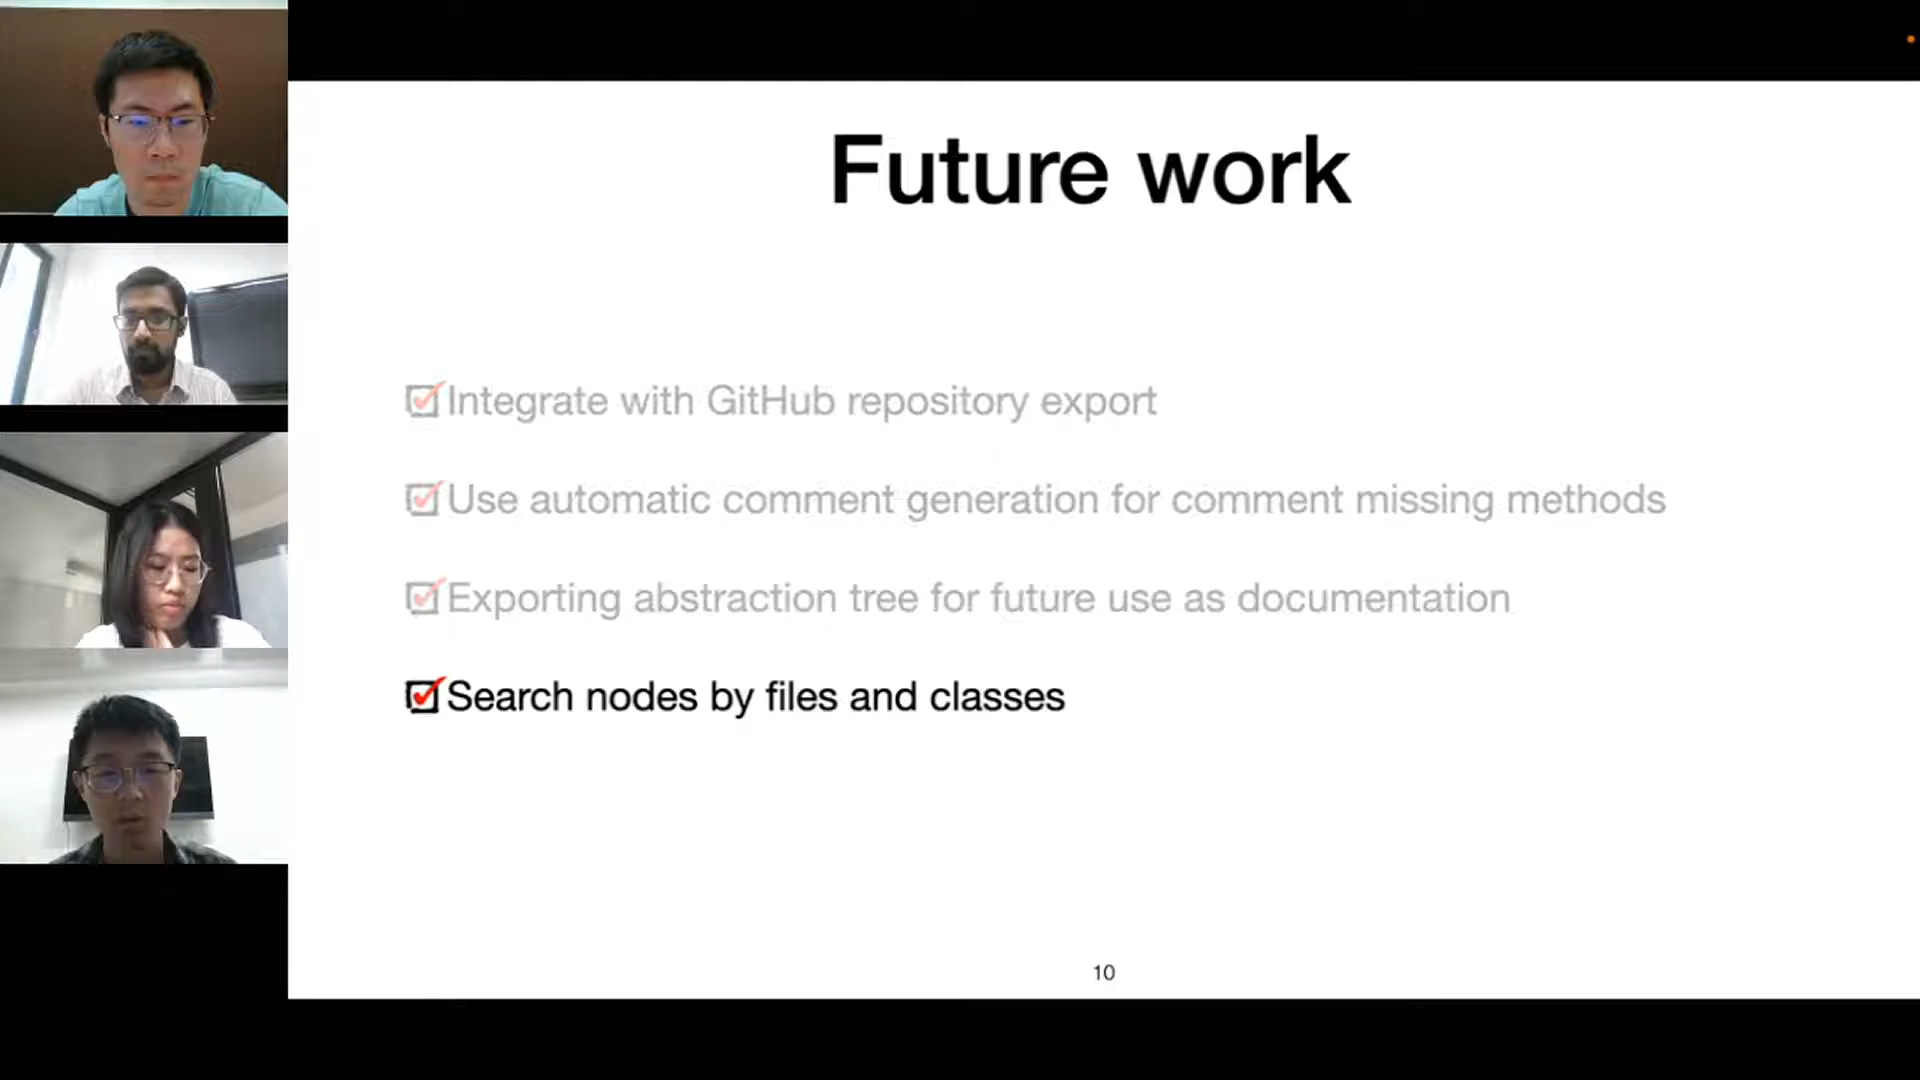 Future work
Integrate with GitHub repository export
Use automatic comment generation for comment missing methods
Exporting abstraction tree for future use as documentation
Search nodes by files and classes
10